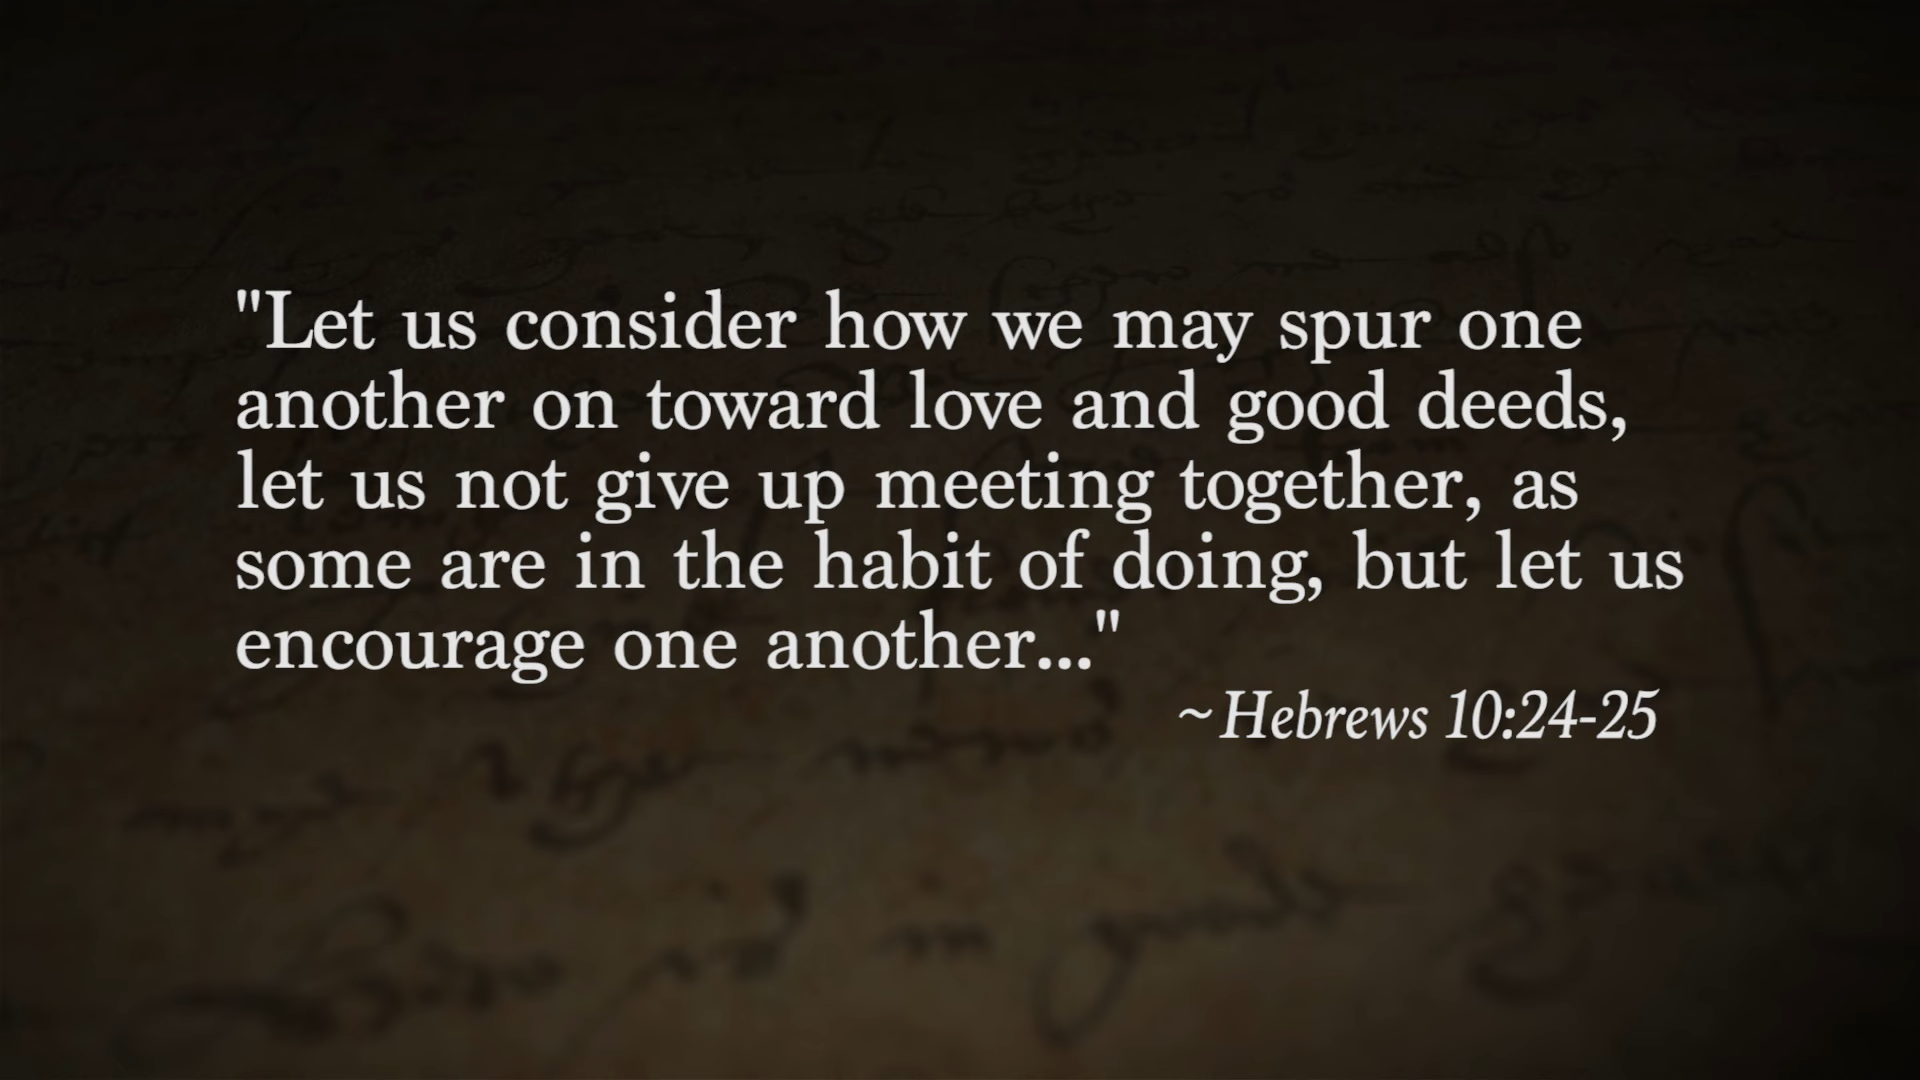 "Let us consider how we may spur one
another on toward love and good deeds,
let us not give up meeting together, as
some are in the habit of doing, but let us
encourage one another..."
~Hebrews 10:24-25